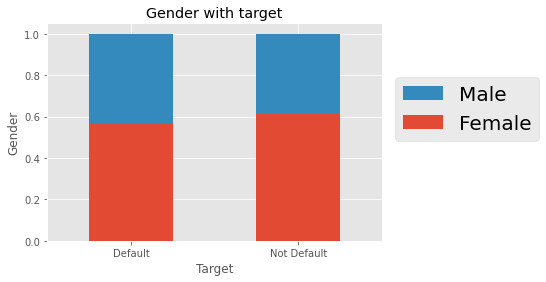 Gender with target
1.0
0.8
0.6
0.4
0.2
0.0
Gender
Default
Not Default
Target
Male
Female